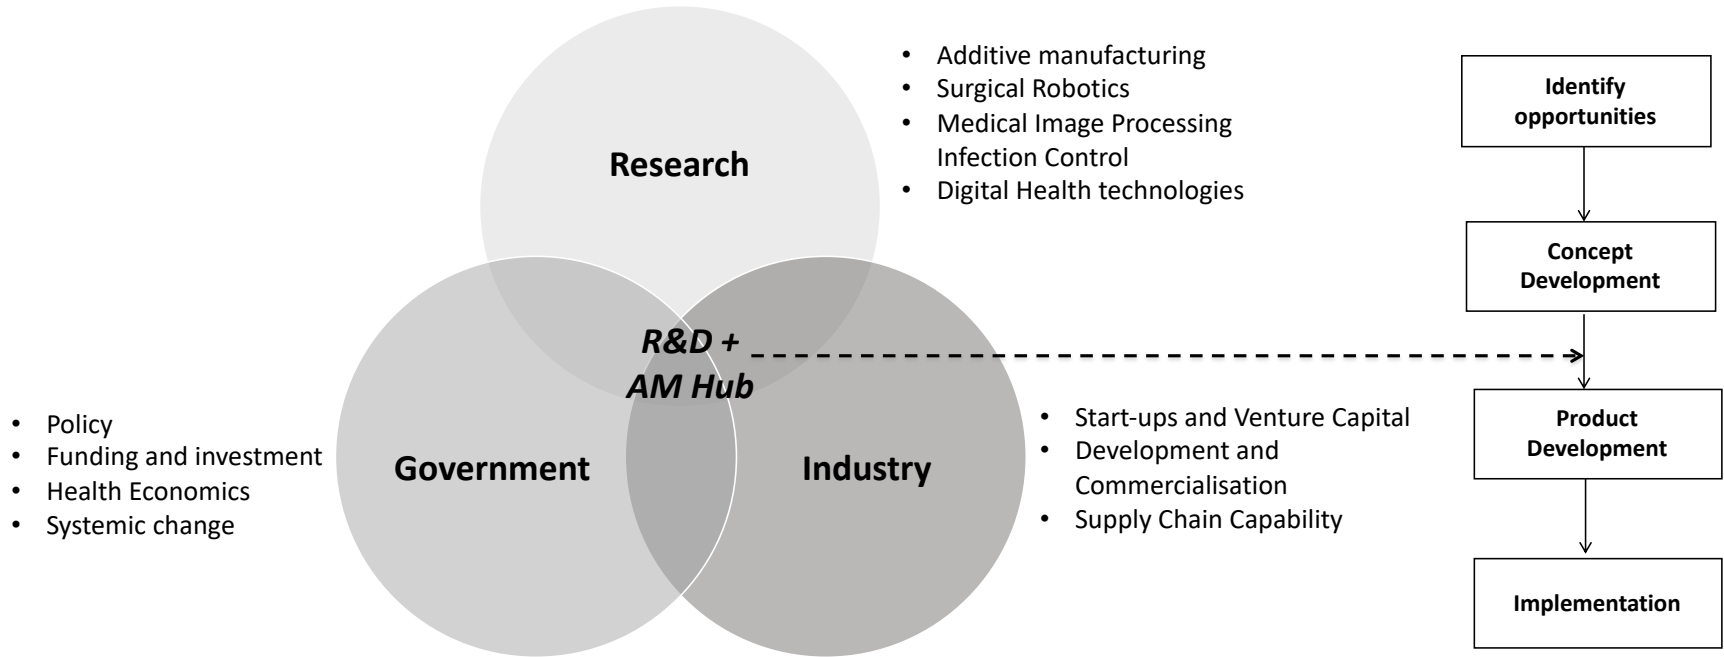 • Additive manufacturing
• Surgical Robotics
• Medical Image Processing
Infection Control
• Digital Health technologies
Research
R&D +
AM Hub
Government
Industry
• Policy
• Funding and investment
• Health Economics
• Systemic change
• Start-ups and Venture Capital
• Development and
Commercialisation
• Supply Chain Capability
Identify
opportunities
Concept
Development
Product
Development
Implementation